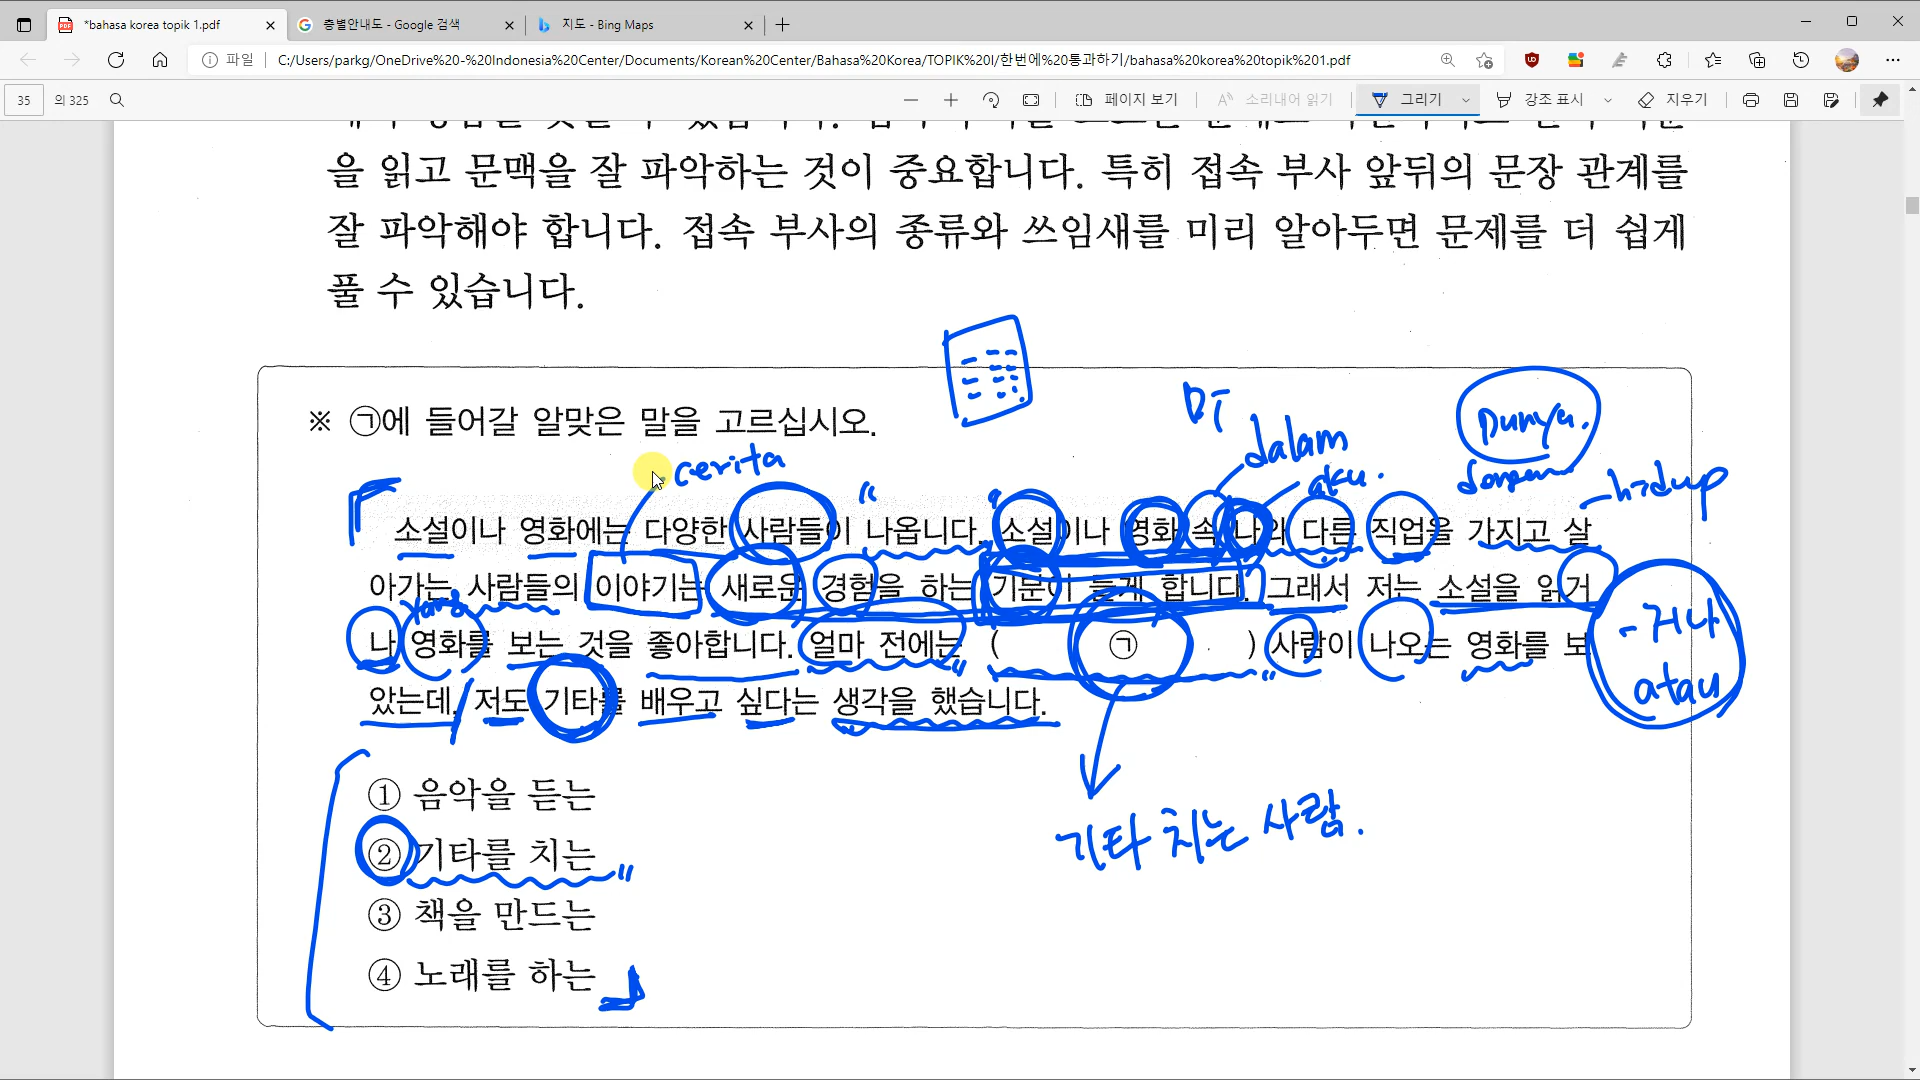 *bahasa korea topik 1.pdf
층별안내도 - Google 검색
지도 - Bing Maps
파일
C:/Users/parkg/OneDrive%20-%20Indonesia%20Center/Documents/Korean%20Center/Bahasa%20Korea/TOPIK%20I/한번에%20통과하기/bahasa%20korea%20topik%201.pdf
35 의 325
페이지 보기
소리내어 읽기
그리기
강조 표시
지우기
을 읽고 문맥을 잘 파악하는 것이 중요합니다. 특히 접속 부사 앞뒤의 문장 관계를
잘 파악해야 합니다. 접속 부사의 종류와 쓰임새를 미리 알아두면 문제를 더 쉽게
풀 수 있습니다.
※ ㉠에 들어갈 알맞은 말을 고르십시오.
cerita
dalam
aku.
punya.
dengan
hidup
소설이나 영화에는 다양한 사람들이 나옵니다. 소설이나 영화 속 나와 다른 직업을 가지고 살
아가는 사람들의 이야기는 새로운 경험을 하는 기분이 들게 합니다. 그래서 저는 소설을 읽거
yang
나 영화를 보는 것을 좋아합니다. 얼마 전에는 ( ㉠ ) 사람이 나오는 영화를 보
-거나
atau
았는데, 저도 기타를 배우고 싶다는 생각을 했습니다.
① 음악을 듣는
② 기타를 치는
③ 책을 만드는
④ 노래를 하는
기타 치는 사람.